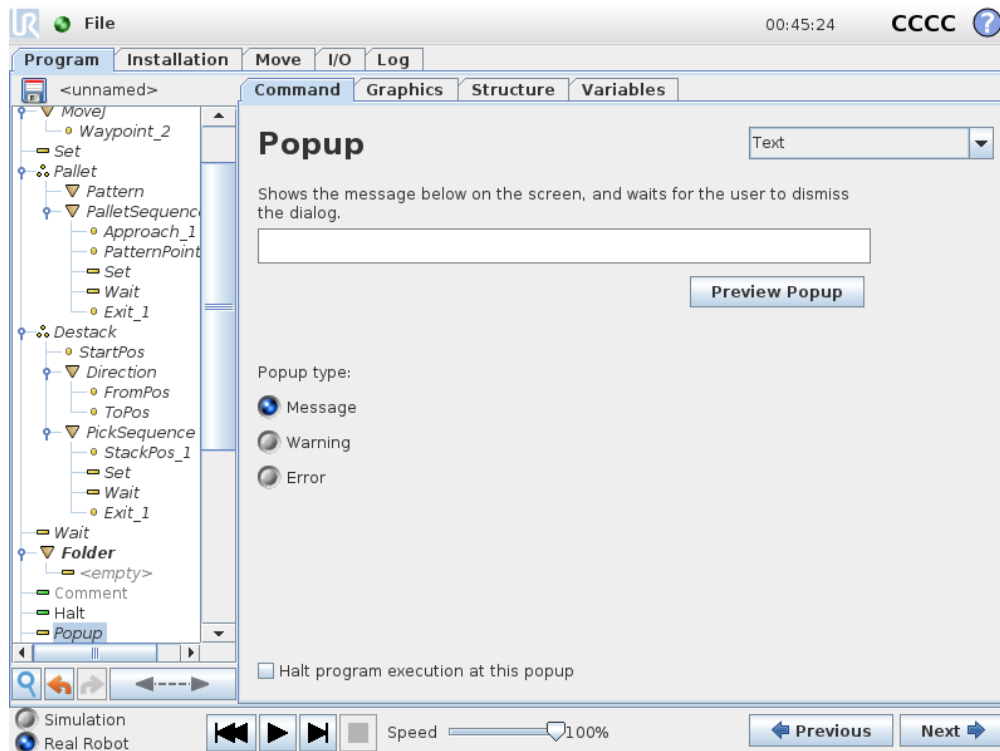 UR File 00:45:24 CCCC ?
Program Installation Move I/O Log
<unnamed>
Command Graphics Structure Variables
MoveJ
Waypoint_2
Set
Pallet
Pattern
PalletSequence
Approach_1
PatternPoint
Set
Wait
Exit_1
Destack
StartPos
Direction
FromPos
ToPos
PickSequence
StackPos_1
Set
Wait
Exit_1
Wait
Folder
<empty>
Comment
Halt
Popup
Popup
Text
Shows the message below on the screen, and waits for the user to dismiss
the dialog.
Preview Popup
Popup type:
Message
Warning
Error
Halt program execution at this popup
Simulation
Real Robot
Speed 100%
Previous Next